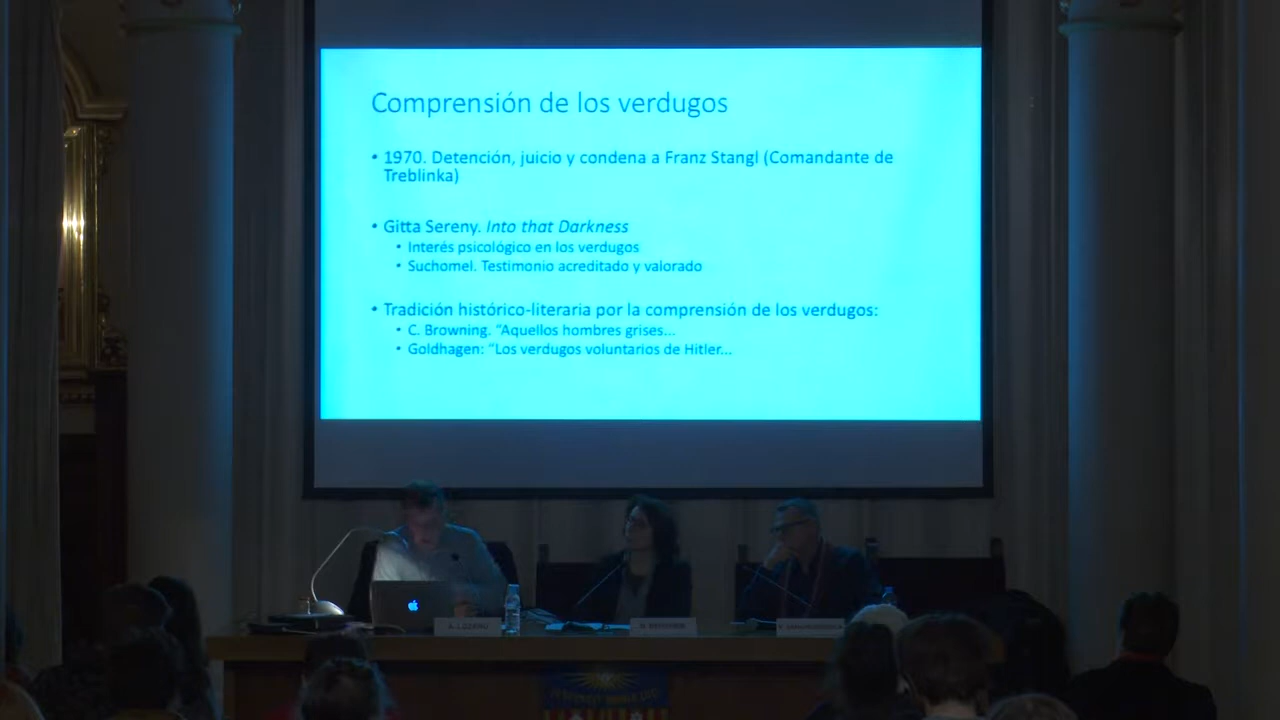 Comprensión de los verdugos
• 1970. Detención, juicio y condena a Franz Stangl (Comandante de
Treblinka)
• Gitta Sereny. Into that Darkness
• Interés psicológico en los verdugos
• Suchomel. Testimonio acreditado y valorado
• Tradición histórico-literaria por la comprensión de los verdugos:
• C. Browning. “Aquellos hombres grises...
• Goldhagen: “Los verdugos voluntarios de Hitler...